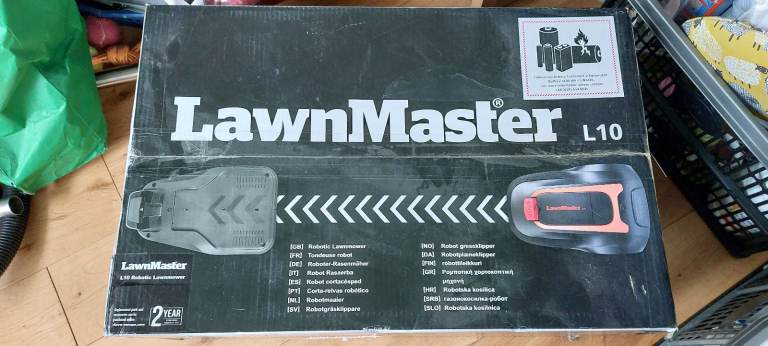 LawnMaster®
L10
LawnMaster
[GB] Robotic Lawnmower
[FR] Tondeuse robot
[DE] Roboter-Rasenmäher
[IT] Robot Rasaerba
[ES] Robot cortacésped
[PT] Corta-relvas robótico
[NL] Robotmaaier
[SV] Robotgräsklippare
[NO] Robot gressklipper
[DA] Robotplæneklipper
[FIN] robottileikkuri
[GR] Ρομποτική χορτοκοπτική
μηχανή
[HR] Robotska kosilica
[SRB] газонокосилка-робот
[SLO] Robotska kosilnica
LawnMaster
L10 Robotic Lawnmower
2 YEAR